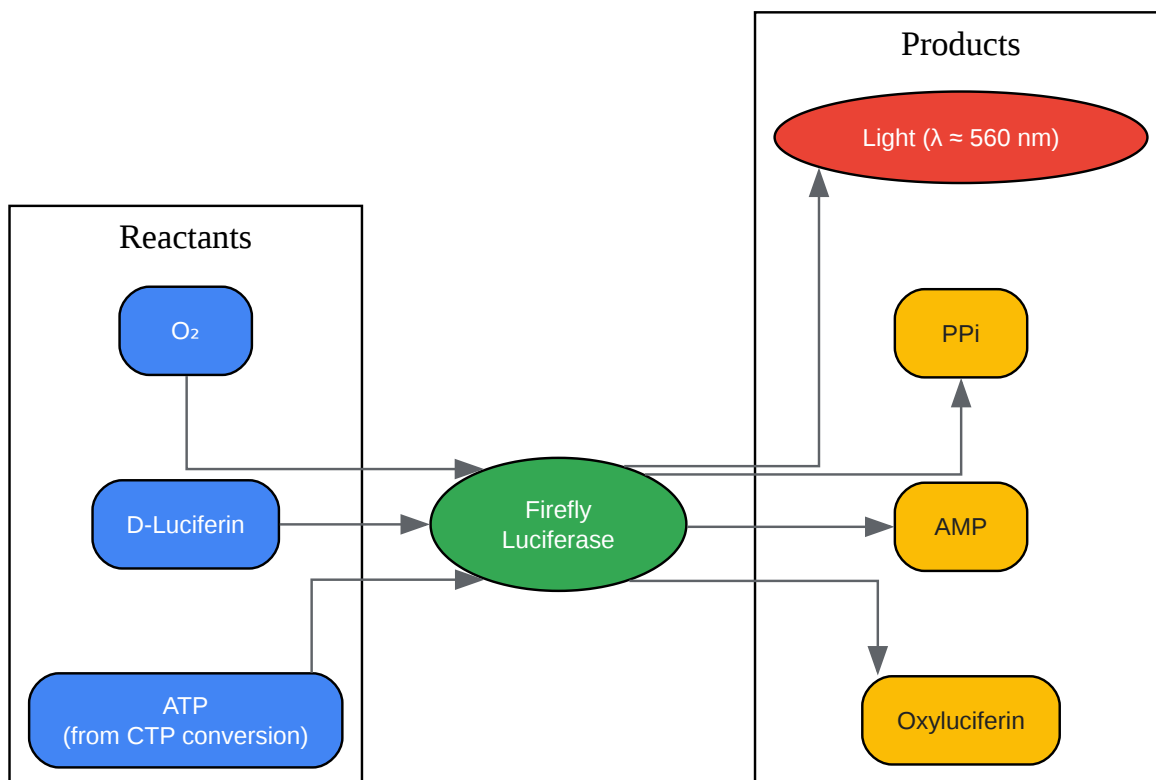 Reactants
O₂
D-Luciferin
ATP
(from CTP conversion)
Firefly
Luciferase
Products
Light (λ ≈ 560 nm)
PPi
AMP
Oxyluciferin